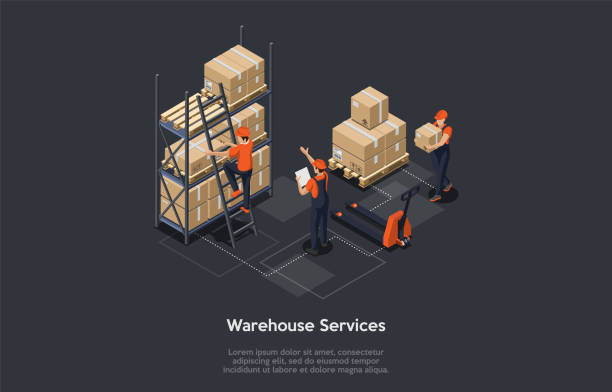 Warehouse Services
Lorem ipsum dolor sit amet, consectetur
adipiscing elit, sed do eiusmod tempor
incididunt ut labore et dolore magna aliqua.